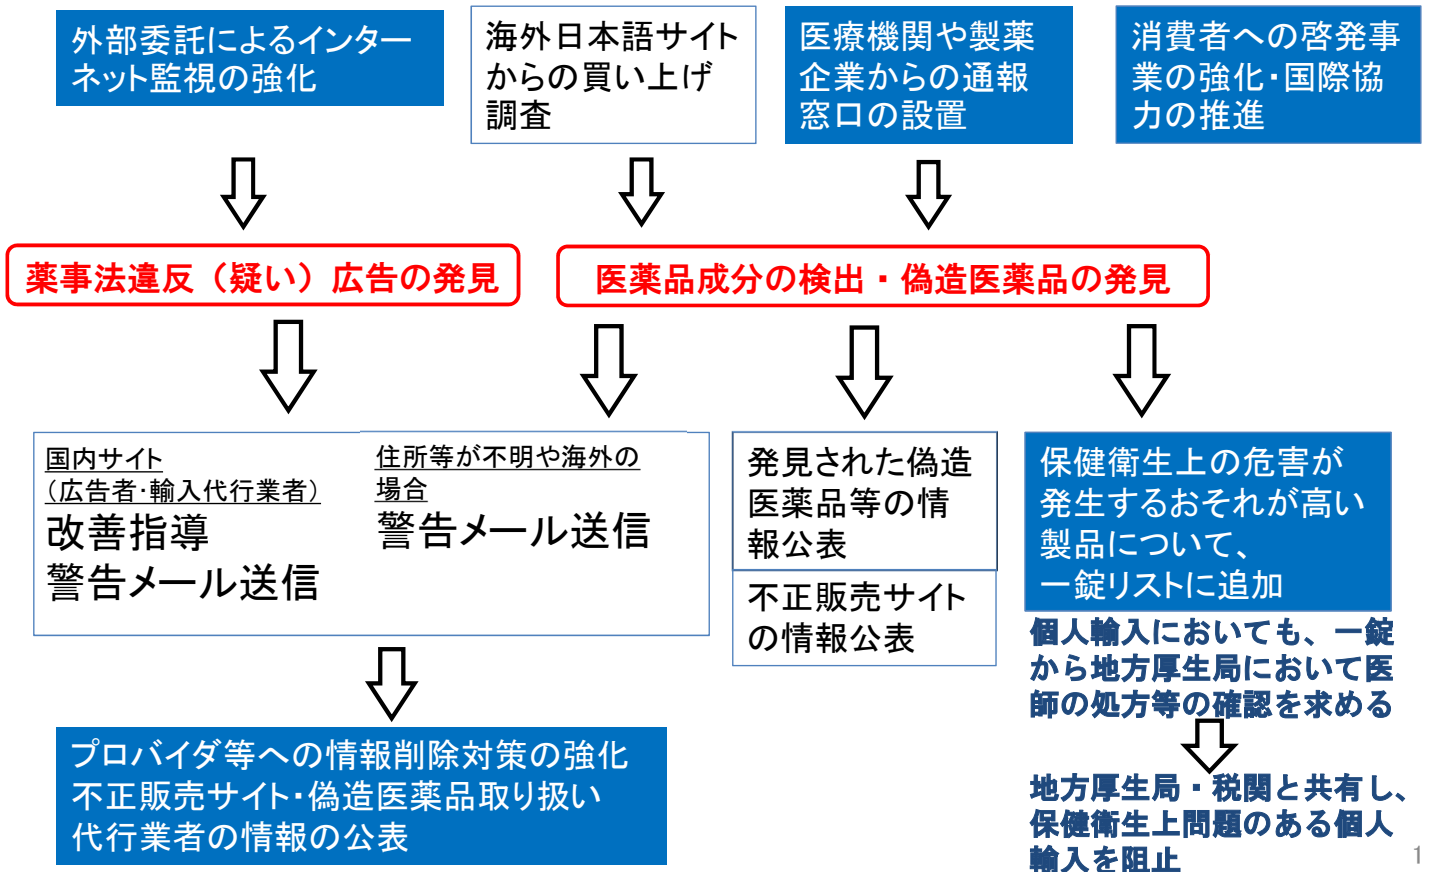 外部委託によるインター
ネット監視の強化
海外日本語サイト
からの買い上げ
調査
医療機関や製薬
企業からの通報
窓口の設置
消費者への啓発事
業の強化・国際協
力の推進
薬事法違反（疑い）広告の発見
医薬品成分の検出・偽造医薬品の発見
国内サイト
（広告者・輸入代行業者）
改善指導
警告メール送信
住所等が不明や海外の
場合
警告メール送信
発見された偽造
医薬品等の情
報公表
不正販売サイト
の情報公表
保健衛生上の危害が
発生するおそれが高い
製品について、
一錠リストに追加
個人輸入においても、一錠
から地方厚生局において医
師の処方等の確認を求める
プロバイダ等への情報削除対策の強化
不正販売サイト・偽造医薬品取り扱い
代行業者の情報の公表
地方厚生局・税関と共有し、
保健衛生上問題のある個人
輸入を阻止
1